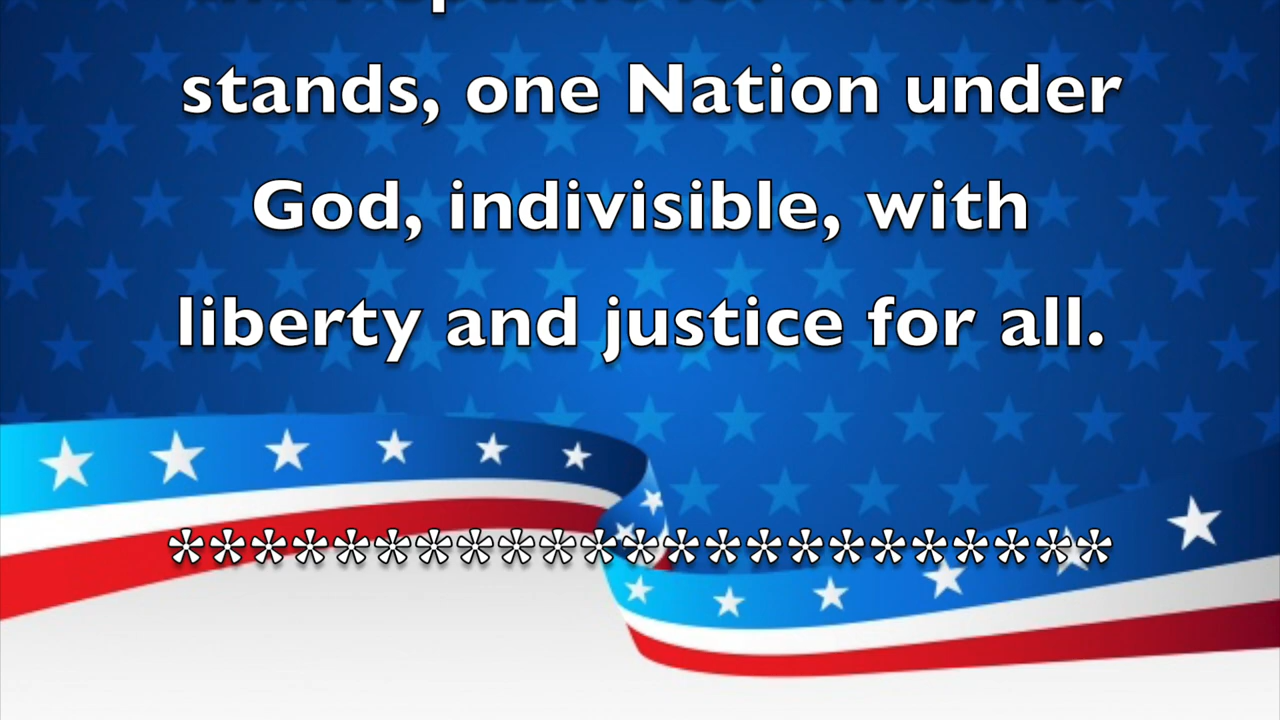 stands, one Nation under
God, indivisible, with
liberty and justice for all.
***********************